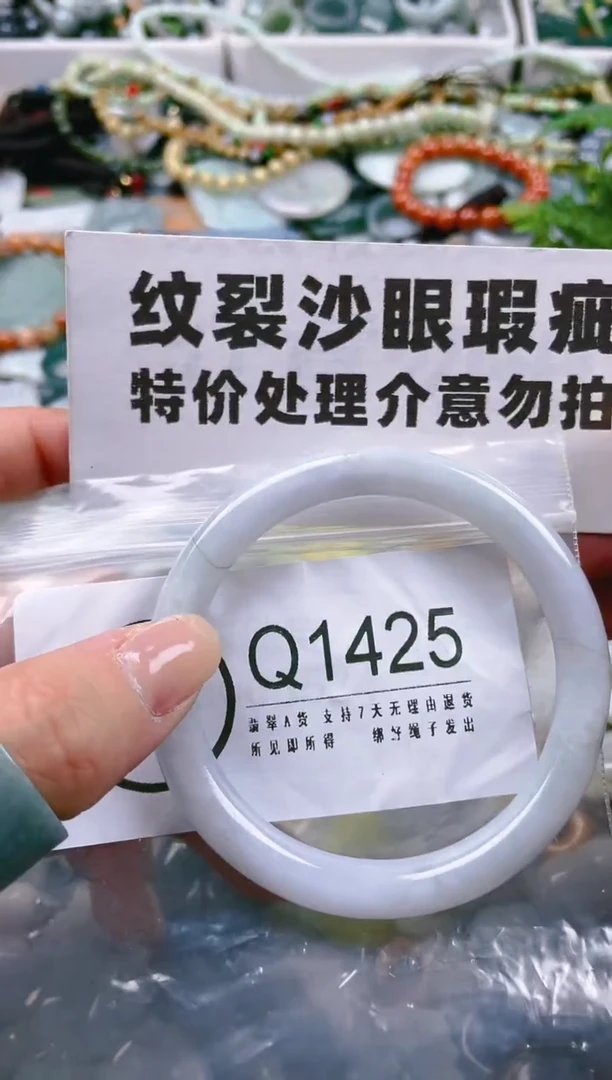 纹裂沙眼瑕疵
特价处理介意勿拍
Q1425
翡翠A货 支持7天无理由退货
所见即所得 绑好绳子发出